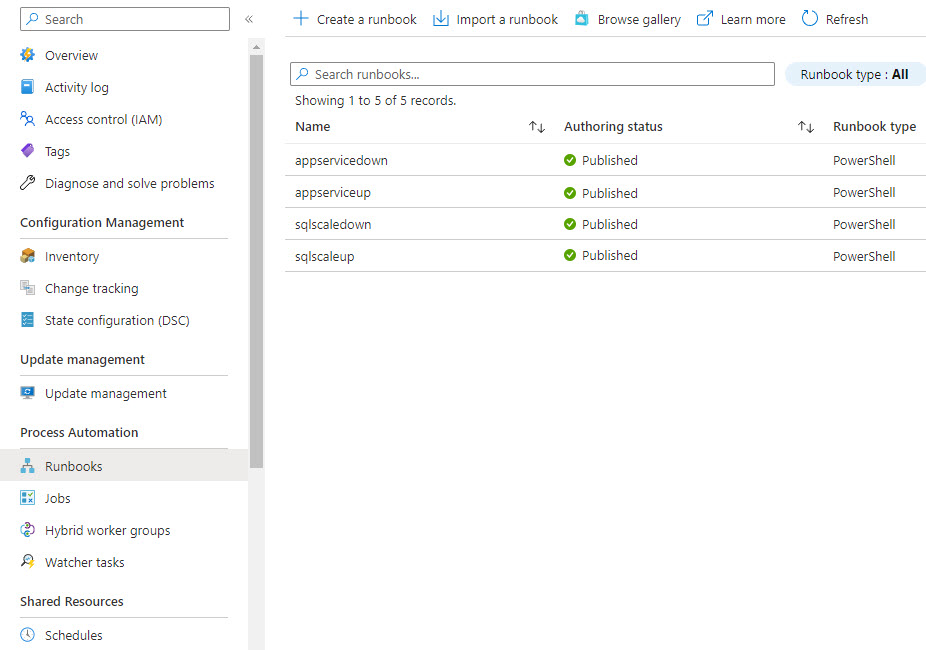 Search
«
Overview
Activity log
Access control (IAM)
Tags
Diagnose and solve problems
Configuration Management
Inventory
Change tracking
State configuration (DSC)
Update management
Update management
Process Automation
Runbooks
Jobs
Hybrid worker groups
Watcher tasks
Shared Resources
Schedules
Create a runbook Import a runbook Browse gallery Learn more Refresh
Search runbooks...
Runbook type : All
Showing 1 to 5 of 5 records.
Name Authoring status Runbook type
appservicedown Published PowerShell
appserviceup Published PowerShell
sqlscaledown Published PowerShell
sqlscaleup Published PowerShell